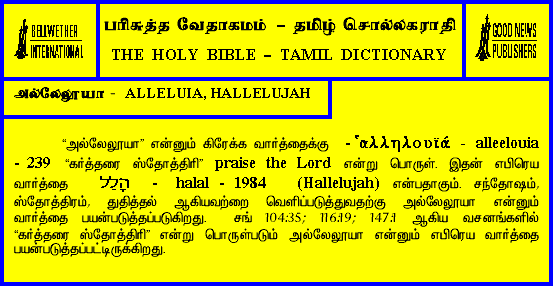 BELLWETHER
INTERNATIONAL
பரிசுத்த வேதாகமம் – தமிழ் சொல்லகராதி
THE HOLY BIBLE – TAMIL DICTIONARY
GOOD NEWS
PUBLISHERS
அல்லேலூயா - ALLELUIA, HALLELUJAH
“அல்லேலூயா” என்னும் கிரேக்க வார்த்தைக்கு - ἁλληλουϊά - alleelouia
- 239 “கர்த்தரை ஸ்தோத்திரி” praise the Lord என்று பொருள். இதன் எபிரெய
வார்த்தை הָלַל - halal - 1984 (Hallelujah) என்பதாகும். சந்தோஷம்,
ஸ்தோத்திரம், துதித்தல் ஆகியவற்றை வெளிப்படுத்துவதற்கு அல்லேலூயா என்னும்
வார்த்தை பயன்படுத்தப்படுகிறது. சங் 104:35; 116:19; 147:1 ஆகிய வசனங்களில்
“கர்த்தரை ஸ்தோத்திரி” என்று பொருள்படும் அல்லேலூயா என்னும் எபிரெய வார்த்தை
பயன்படுத்தப்பட்டிருக்கிறது.